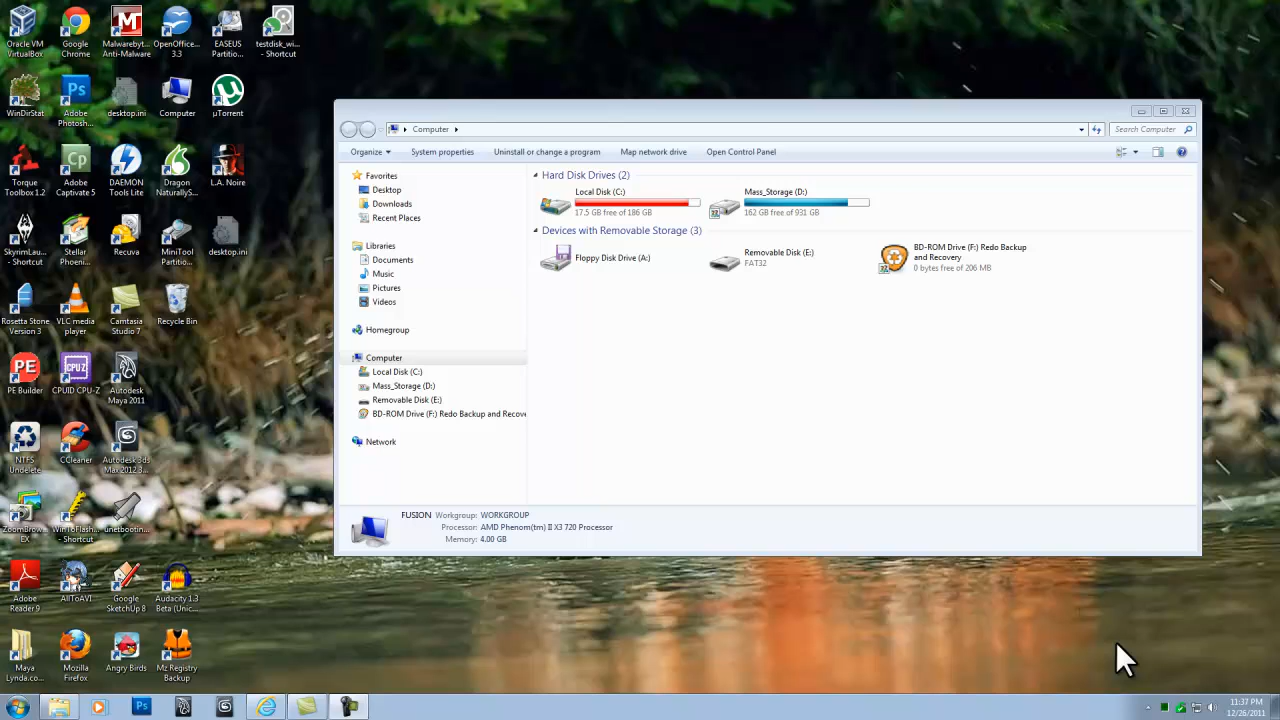 Oracle VM
VirtualBox
Google
Chrome
Malwarebyt...
Anti-Malware
OpenOffice...
3.3
EASEUS
Partitio...
testdisk_wi...
- Shortcut
WinDirStat
Adobe
Photosh...
desktop.ini
Computer
µTorrent
Torque
Toolbox 1.2
Adobe
Captivate 5
DAEMON
Tools Lite
Dragon
NaturallyS...
L.A. Noire
SkyrimLau...
- Shortcut
Stellar
Phoeni...
Recuva
MiniTool
Partitio...
desktop.ini
Rosetta Stone
Version 3
VLC media
player
Camtasia
Studio 7
Recycle Bin
PE Builder
CPUID CPU-Z
Autodesk
Maya 2011
NTFS
Undelete
CCleaner
Autodesk 3ds
Max 2012 3...
ZoomBrow...
EX
WinToFlash...
- Shortcut
unetbootin...
Adobe
Reader 9
AllToAVI
Google
SketchUp 8
Audacity 1.3
Beta (Unic...
Maya
Lynda.co...
Mozilla
Firefox
Angry Birds
Mz Registry
Backup
Computer
Search Computer
Organize
System properties
Uninstall or change a program
Map network drive
Open Control Panel
Favorites
Desktop
Downloads
Recent Places
Libraries
Documents
Music
Pictures
Videos
Homegroup
Computer
Local Disk (C:)
Mass_Storage (D:)
Removable Disk (E:)
BD-ROM Drive (F:) Redo Backup and Recove
Network
Hard Disk Drives (2)
Local Disk (C:)
17.5 GB free of 186 GB
Mass_Storage (D:)
162 GB free of 931 GB
Devices with Removable Storage (3)
Floppy Disk Drive (A:)
Removable Disk (E:)
FAT32
BD-ROM Drive (F:) Redo Backup
and Recovery
0 bytes free of 206 MB
FUSION Workgroup: WORKGROUP
Processor: AMD Phenom(tm) II X3 720 Processor
Memory: 4.00 GB
11:37 PM
12/26/2011